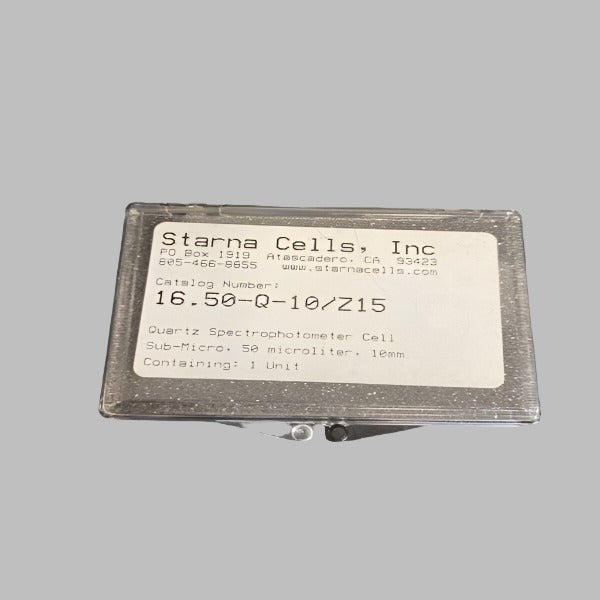 Starna Cells, Inc
PO Box 1919 Atascadero, CA 93423
805-466-8855 www.starnacells.com
Catalog Number:
16.50-Q-10/Z15
Quartz Spectrophotometer Cell
Sub-Micro, 50 microliter, 10mm
Containing: 1 Unit